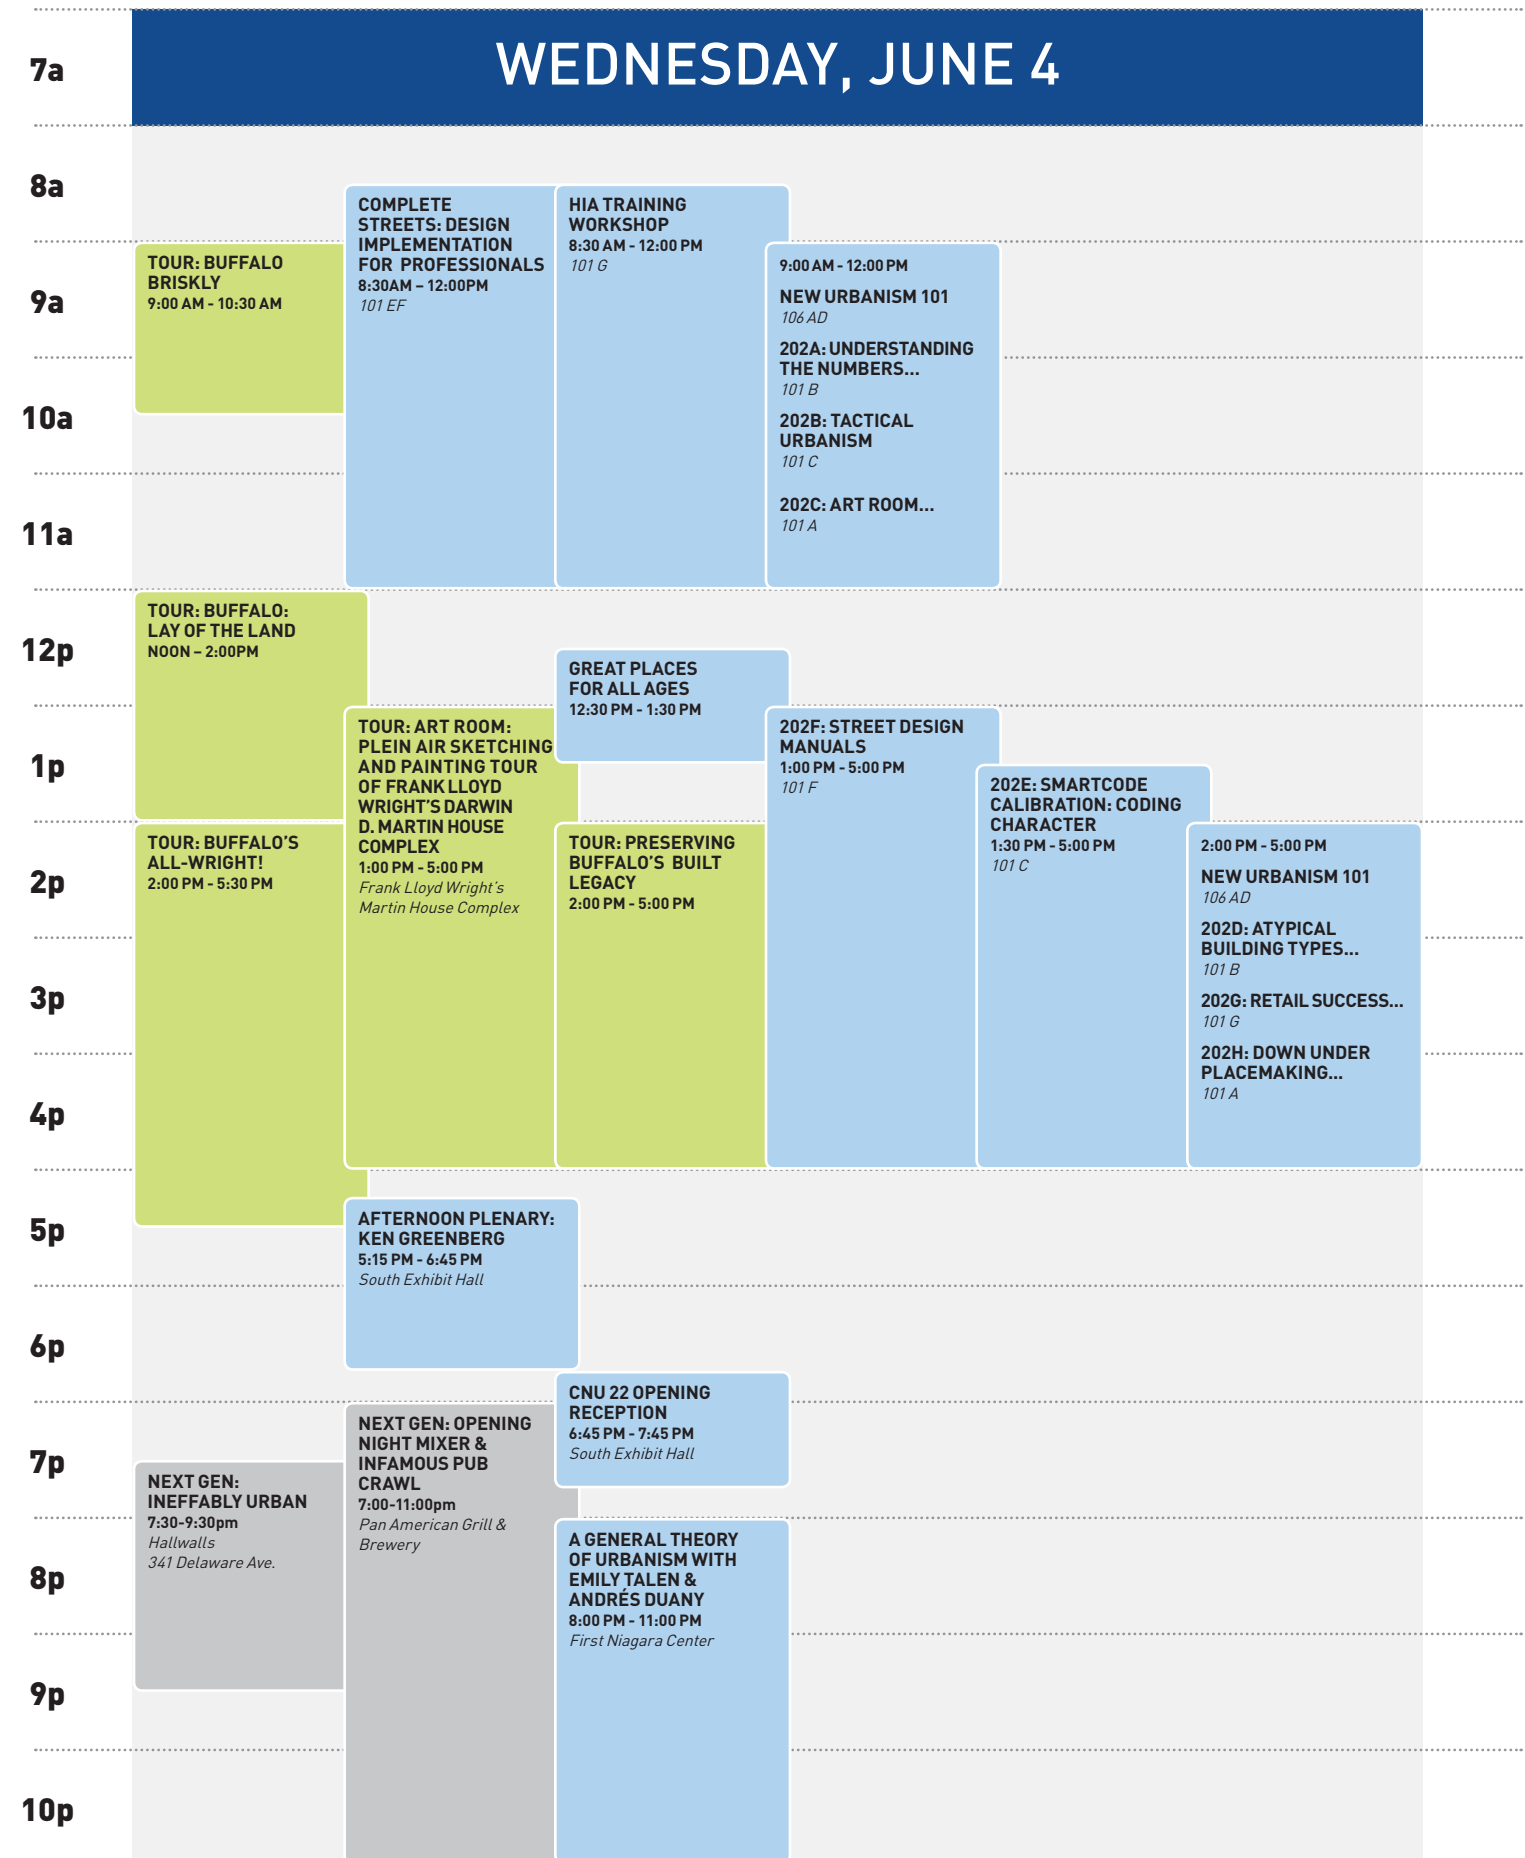 WEDNESDAY, JUNE 4
7a
8a
9a
10a
11a
12p
1p
2p
3p
4p
5p
6p
7p
8p
9p
10p
TOUR: BUFFALO
BRISKLY
9:00 AM - 10:30 AM
COMPLETE
STREETS: DESIGN
IMPLEMENTATION
FOR PROFESSIONALS
8:30AM – 12:00PM
101 EF
HIA TRAINING
WORKSHOP
8:30 AM - 12:00 PM
101 G
9:00 AM - 12:00 PM
NEW URBANISM 101
106 AD
202A: UNDERSTANDING
THE NUMBERS...
101 B
202B: TACTICAL
URBANISM
101 C
202C: ART ROOM...
101 A
TOUR: BUFFALO:
LAY OF THE LAND
NOON – 2:00PM
TOUR: ART ROOM:
PLEIN AIR SKETCHING
AND PAINTING TOUR
OF FRANK LLOYD
WRIGHT'S DARWIN
D. MARTIN HOUSE
COMPLEX
1:00 PM - 5:00 PM
Frank Lloyd Wright's
Martin House Complex
GREAT PLACES
FOR ALL AGES
12:30 PM - 1:30 PM
202F: STREET DESIGN
MANUALS
1:00 PM - 5:00 PM
101 F
202E: SMARTCODE
CALIBRATION: CODING
CHARACTER
1:30 PM - 5:00 PM
101 C
TOUR: BUFFALO'S
ALL-WRIGHT!
2:00 PM - 5:30 PM
TOUR: PRESERVING
BUFFALO'S BUILT
LEGACY
2:00 PM - 5:00 PM
2:00 PM - 5:00 PM
NEW URBANISM 101
106 AD
202D: ATYPICAL
BUILDING TYPES...
101 B
202G: RETAIL SUCCESS...
101 G
202H: DOWN UNDER
PLACEMAKING...
101 A
AFTERNOON PLENARY:
KEN GREENBERG
5:15 PM - 6:45 PM
South Exhibit Hall
CNU 22 OPENING
RECEPTION
6:45 PM - 7:45 PM
South Exhibit Hall
NEXT GEN: OPENING
NIGHT MIXER &
INFAMOUS PUB
CRAWL
7:00-11:00pm
Pan American Grill &
Brewery
NEXT GEN:
INEFFABLY URBAN
7:30-9:30pm
Hallwalls
341 Delaware Ave.
A GENERAL THEORY
OF URBANISM WITH
EMILY TALEN &
ANDRÉS DUANY
8:00 PM - 11:00 PM
First Niagara Center